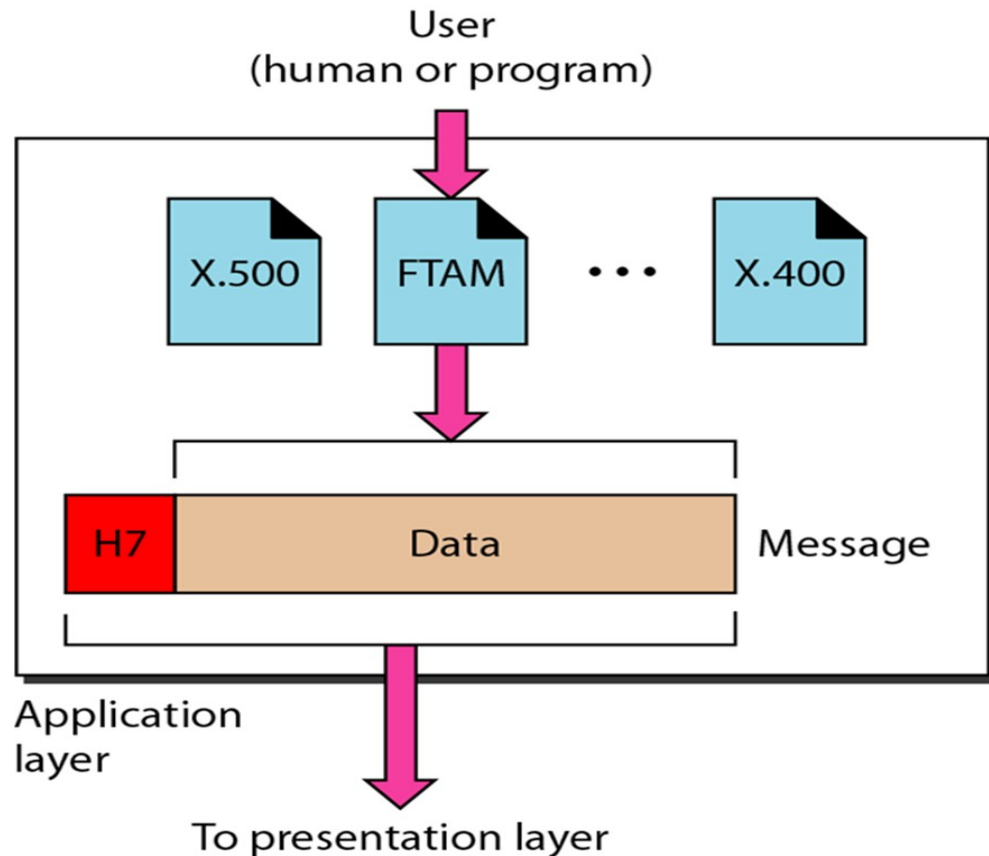 User
(human or program)
X.500
FTAM
...
X.400
H7
Data
Message
Application
layer
To presentation layer